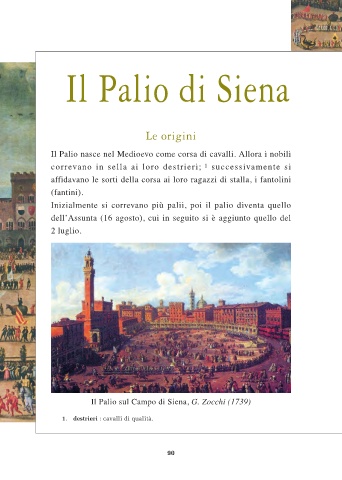 Il Palio di Siena
Le origini
Il Palio nasce nel Medioevo come corsa di cavalli. Allora i nobili
correvano in sella ai loro destrieri; 1 successivamente si
affidavano le sorti della corsa ai loro ragazzi di stalla, i fantolini
(fantini).
Inizialmente si correvano più palii, poi il palio diventa quello
dell'Assunta (16 agosto), cui in seguito si è aggiunto quello del
2 luglio.
Il Palio sul Campo di Siena, G. Zocchi (1739)
1. destrieri : cavalli di qualità.
90